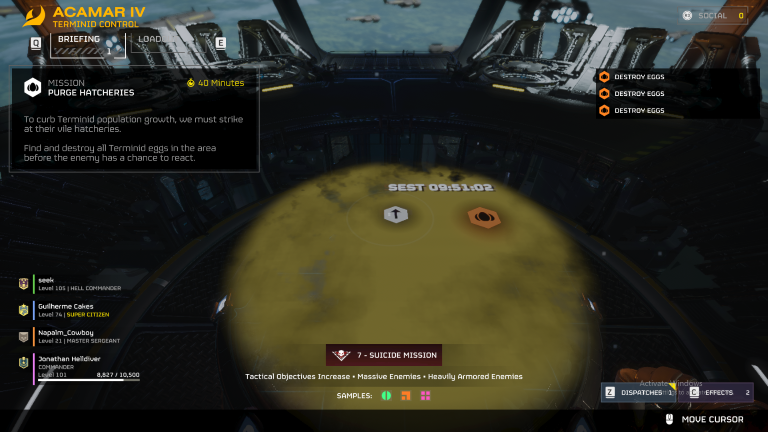 ACAMAR IV
TERMINID CONTROL
SOCIAL 0
Q BRIEFING E
MISSION
PURGE HATCHERIES
40 Minutes
To curb Terminid population growth, we must strike
at their vile hatcheries.
Find and destroy all Terminid eggs in the area
before the enemy has a chance to react.
DESTROY EGGS
DESTROY EGGS
DESTROY EGGS
SEST 09:51:02
seek
Level 105 | HELL COMMANDER
Guilherme Cakes
Level 74 | SUPER CITIZEN
Napalm_Cowboy
Level 21 | MASTER SERGEANT
Jonathan Helldiver
COMMANDER
Level 101 8,827 / 10,500
7 - SUICIDE MISSION
Tactical Objectives Increase • Massive Enemies • Heavily Armored Enemies
SAMPLES:
Activate Windows
Z DISPATCHES 1
C EFFECTS 2
MOVE CURSOR